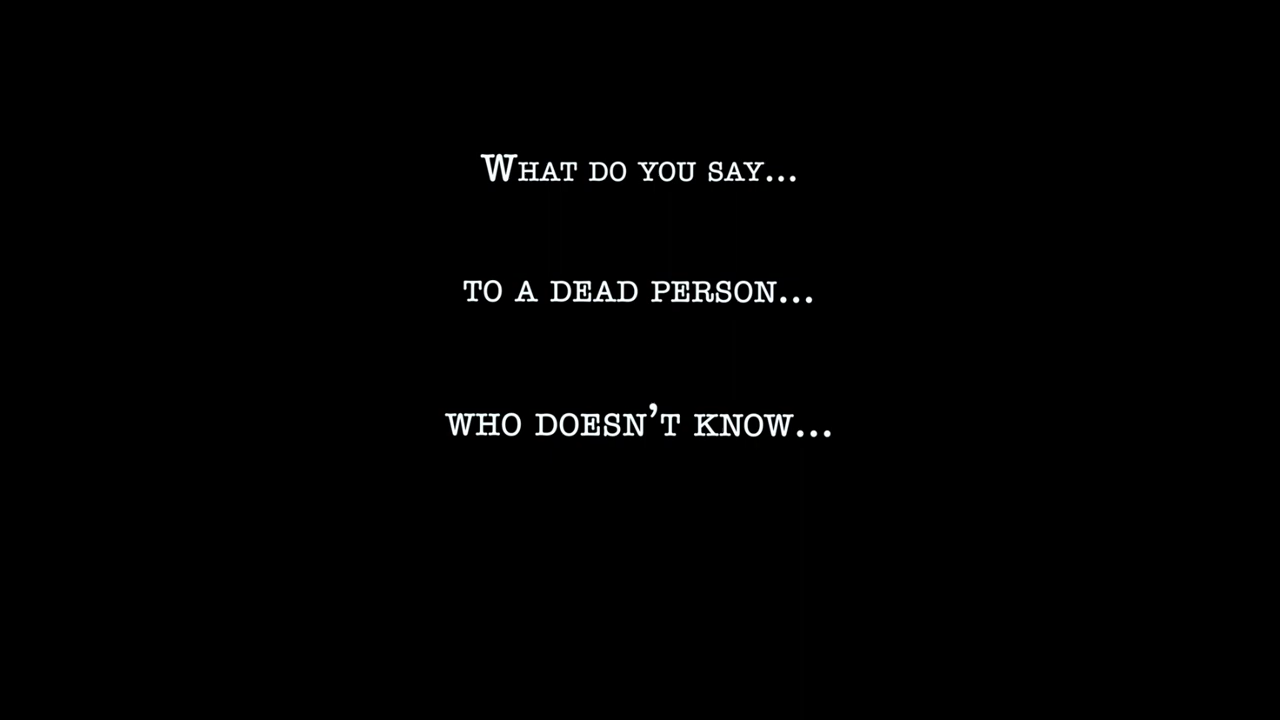 What do you say...
to a dead person...
who doesn't know...